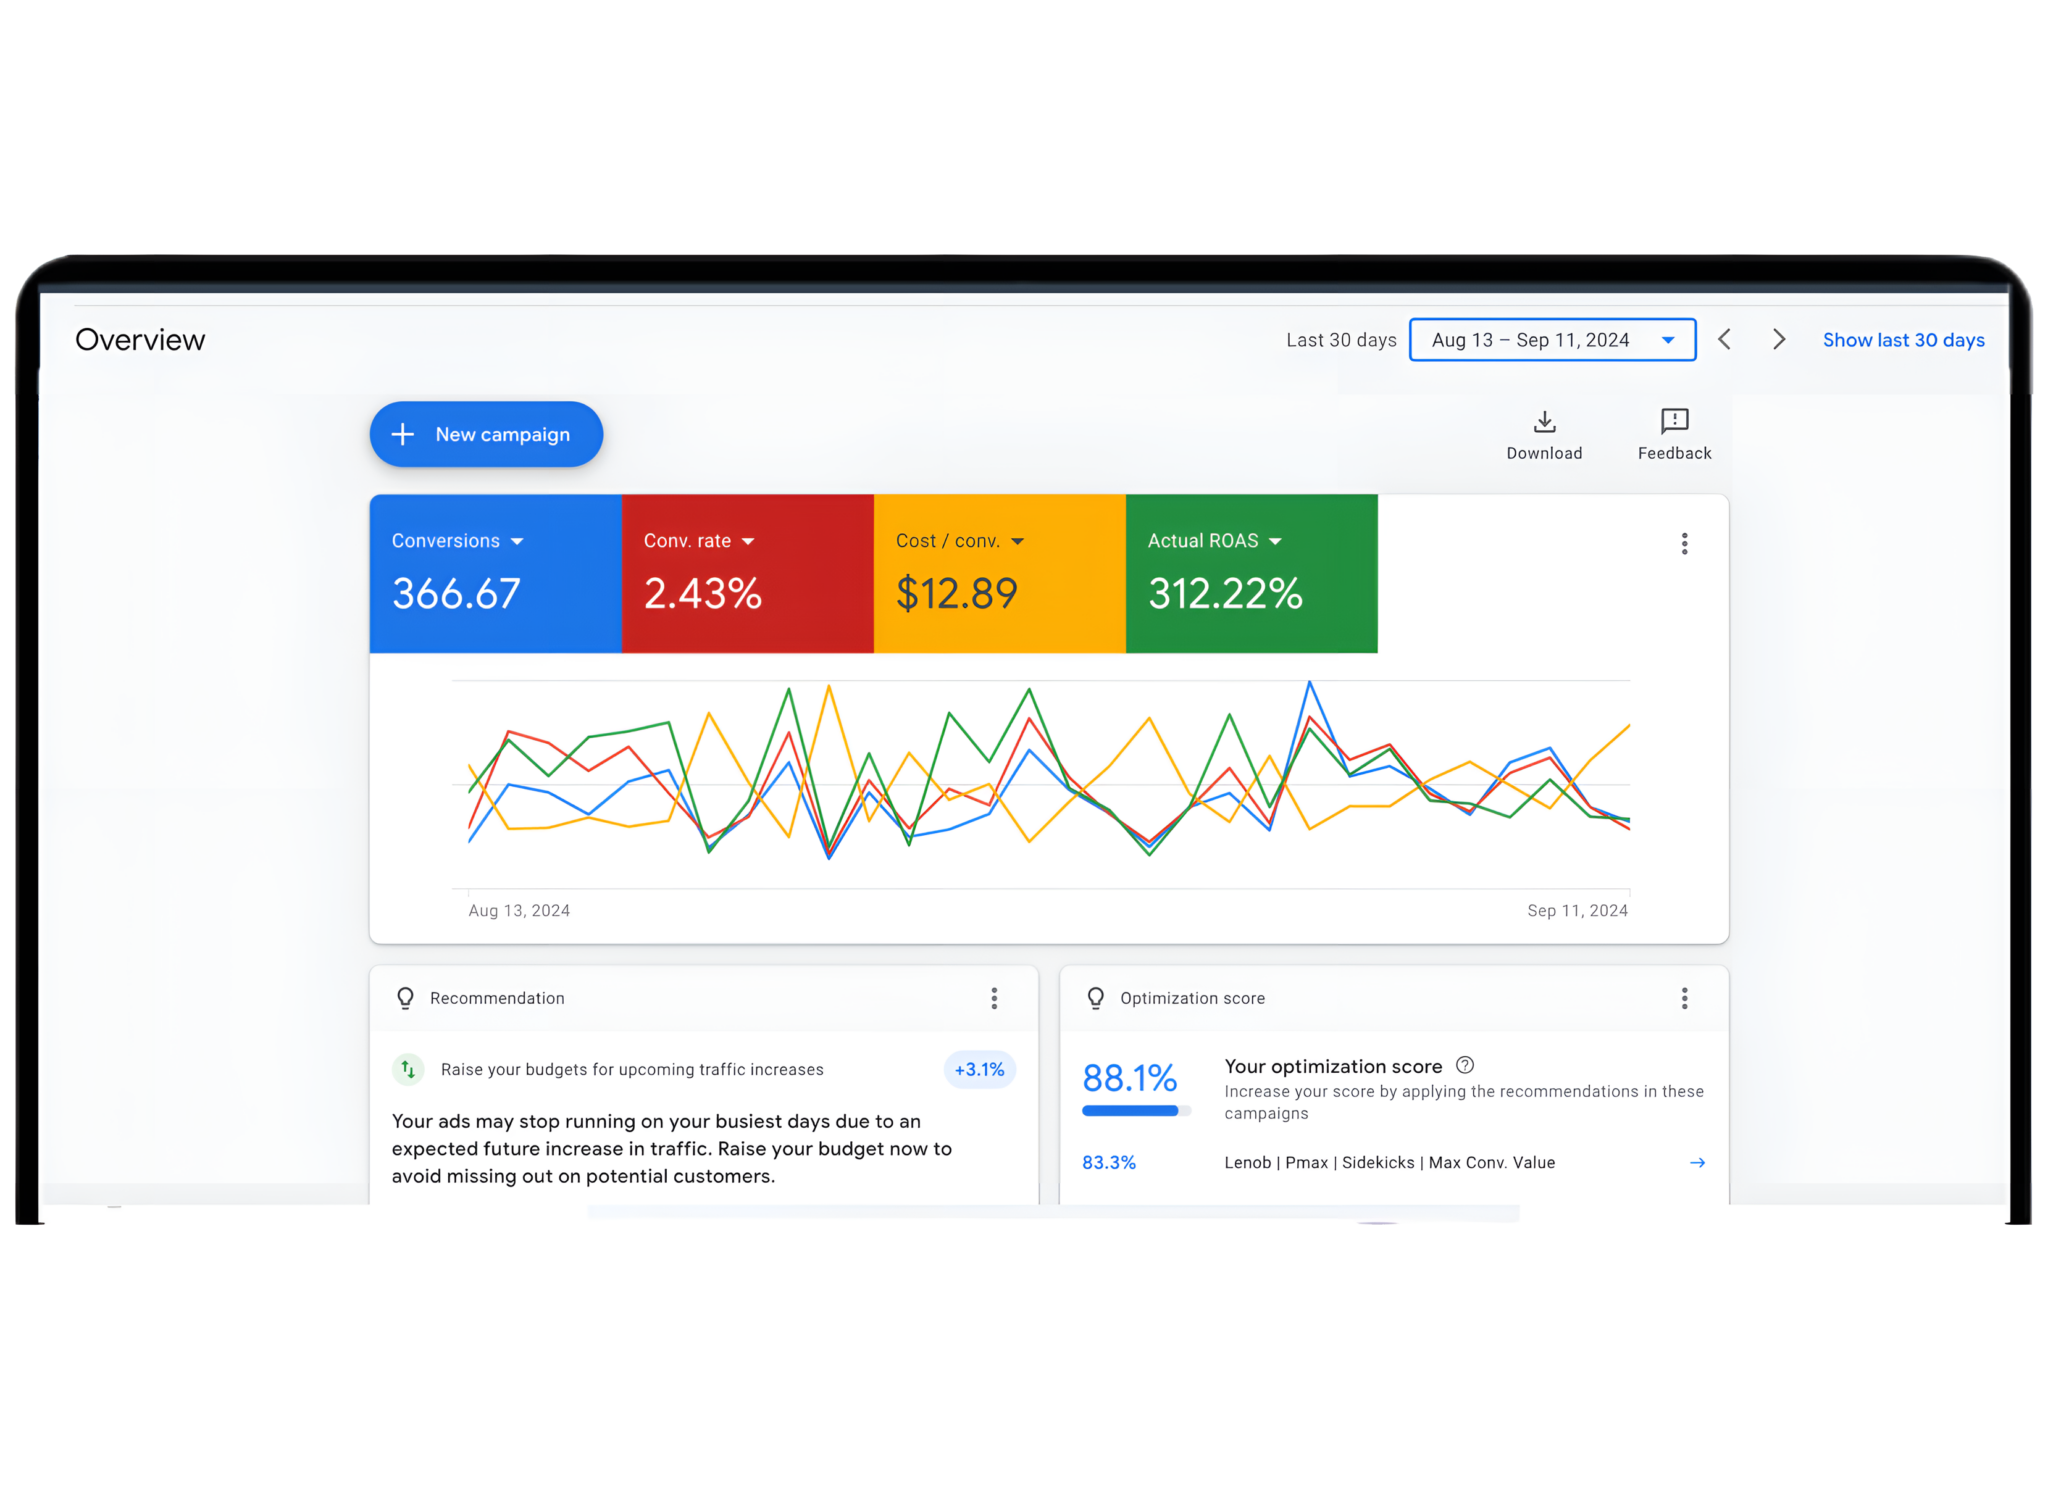 Overview
Last 30 days
Aug 13 – Sep 11, 2024
Show last 30 days
New campaign
Download
Feedback
Conversions
366.67
Conv. rate
2.43%
Cost / conv.
$12.89
Actual ROAS
312.22%
Aug 13, 2024
Sep 11, 2024
Recommendation
Raise your budgets for upcoming traffic increases
+3.1%
Your ads may stop running on your busiest days due to an
expected future increase in traffic. Raise your budget now to
avoid missing out on potential customers.
Optimization score
88.1%
Your optimization score
Increase your score by applying the recommendations in these
campaigns
83.3%
Lenob | Pmax | Sidekicks | Max Conv. Value